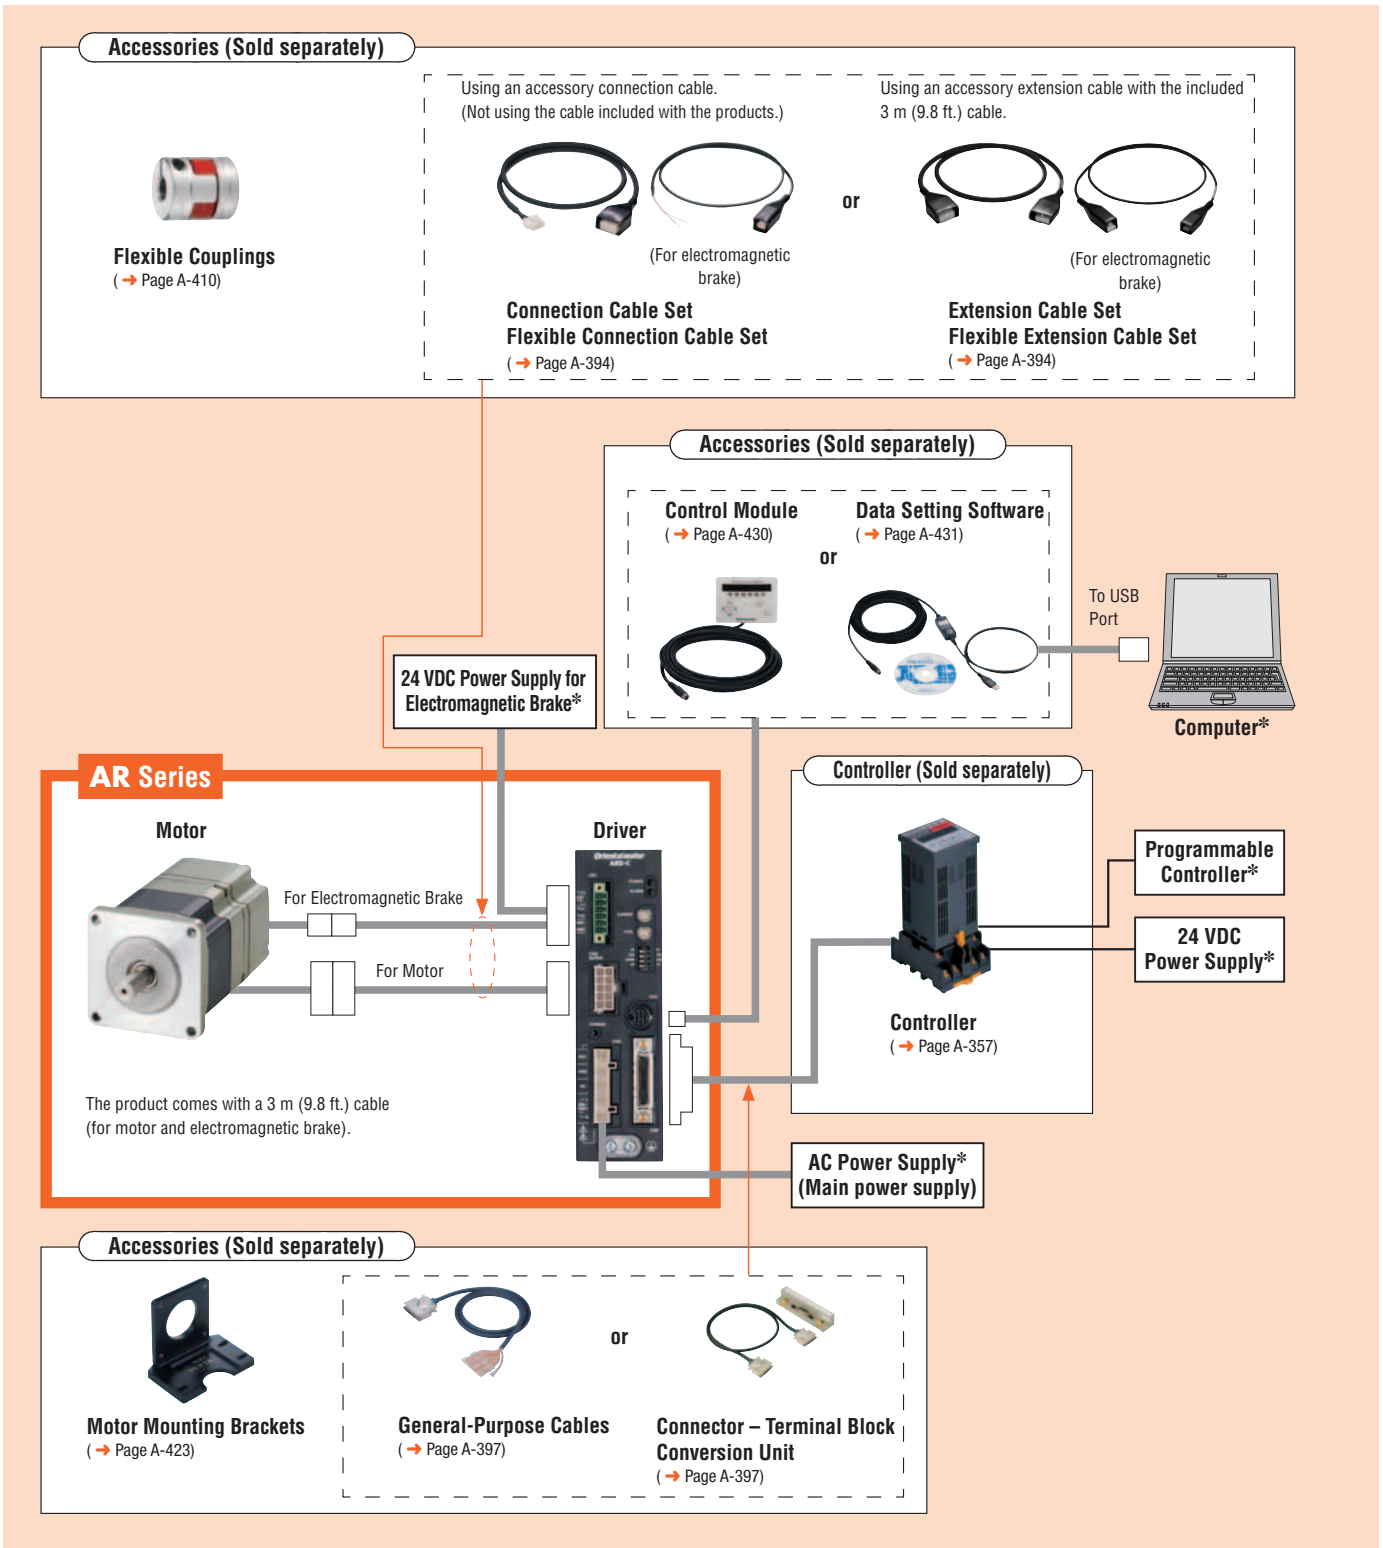 Accessories (Sold separately)
Using an accessory connection cable.
(Not using the cable included with the products.)
Using an accessory extension cable with the included
3 m (9.8 ft.) cable.
or
(For electromagnetic
brake)
(For electromagnetic
brake)
Flexible Couplings
( ➜ Page A-410)
Connection Cable Set
Flexible Connection Cable Set
( ➜ Page A-394)
Extension Cable Set
Flexible Extension Cable Set
( ➜ Page A-394)
Accessories (Sold separately)
Control Module
( ➜ Page A-430)
or
Data Setting Software
( ➜ Page A-431)
To USB
Port
Computer*
24 VDC Power Supply for
Electromagnetic Brake*
AR Series
Motor
Driver
For Electromagnetic Brake
For Motor
Orientalmotor
The product comes with a 3 m (9.8 ft.) cable
(for motor and electromagnetic brake).
Controller (Sold separately)
Controller
( ➜ Page A-357)
Programmable
Controller*
24 VDC
Power Supply*
AC Power Supply*
(Main power supply)
Accessories (Sold separately)
or
Motor Mounting Brackets
( ➜ Page A-423)
General-Purpose Cables
( ➜ Page A-397)
Connector – Terminal Block
Conversion Unit
( ➜ Page A-397)